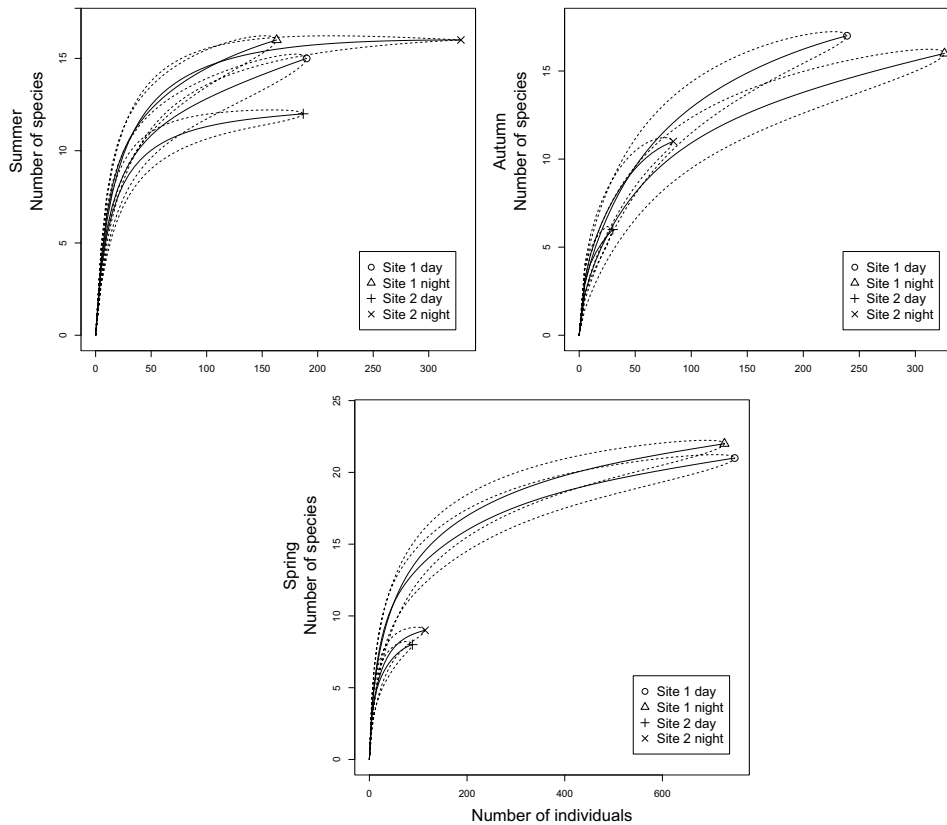 Summer
Number of species
0
5
10
15
0 50 100 150 200 250 300
Site 1 day
Site 1 night
Site 2 day
Site 2 night
Autumn
Number of species
0
5
10
15
0 50 100 150 200 250 300
Site 1 day
Site 1 night
Site 2 day
Site 2 night
Spring
Number of species
0
5
10
15
20
25
0 200 400 600
Site 1 day
Site 1 night
Site 2 day
Site 2 night
Number of individuals